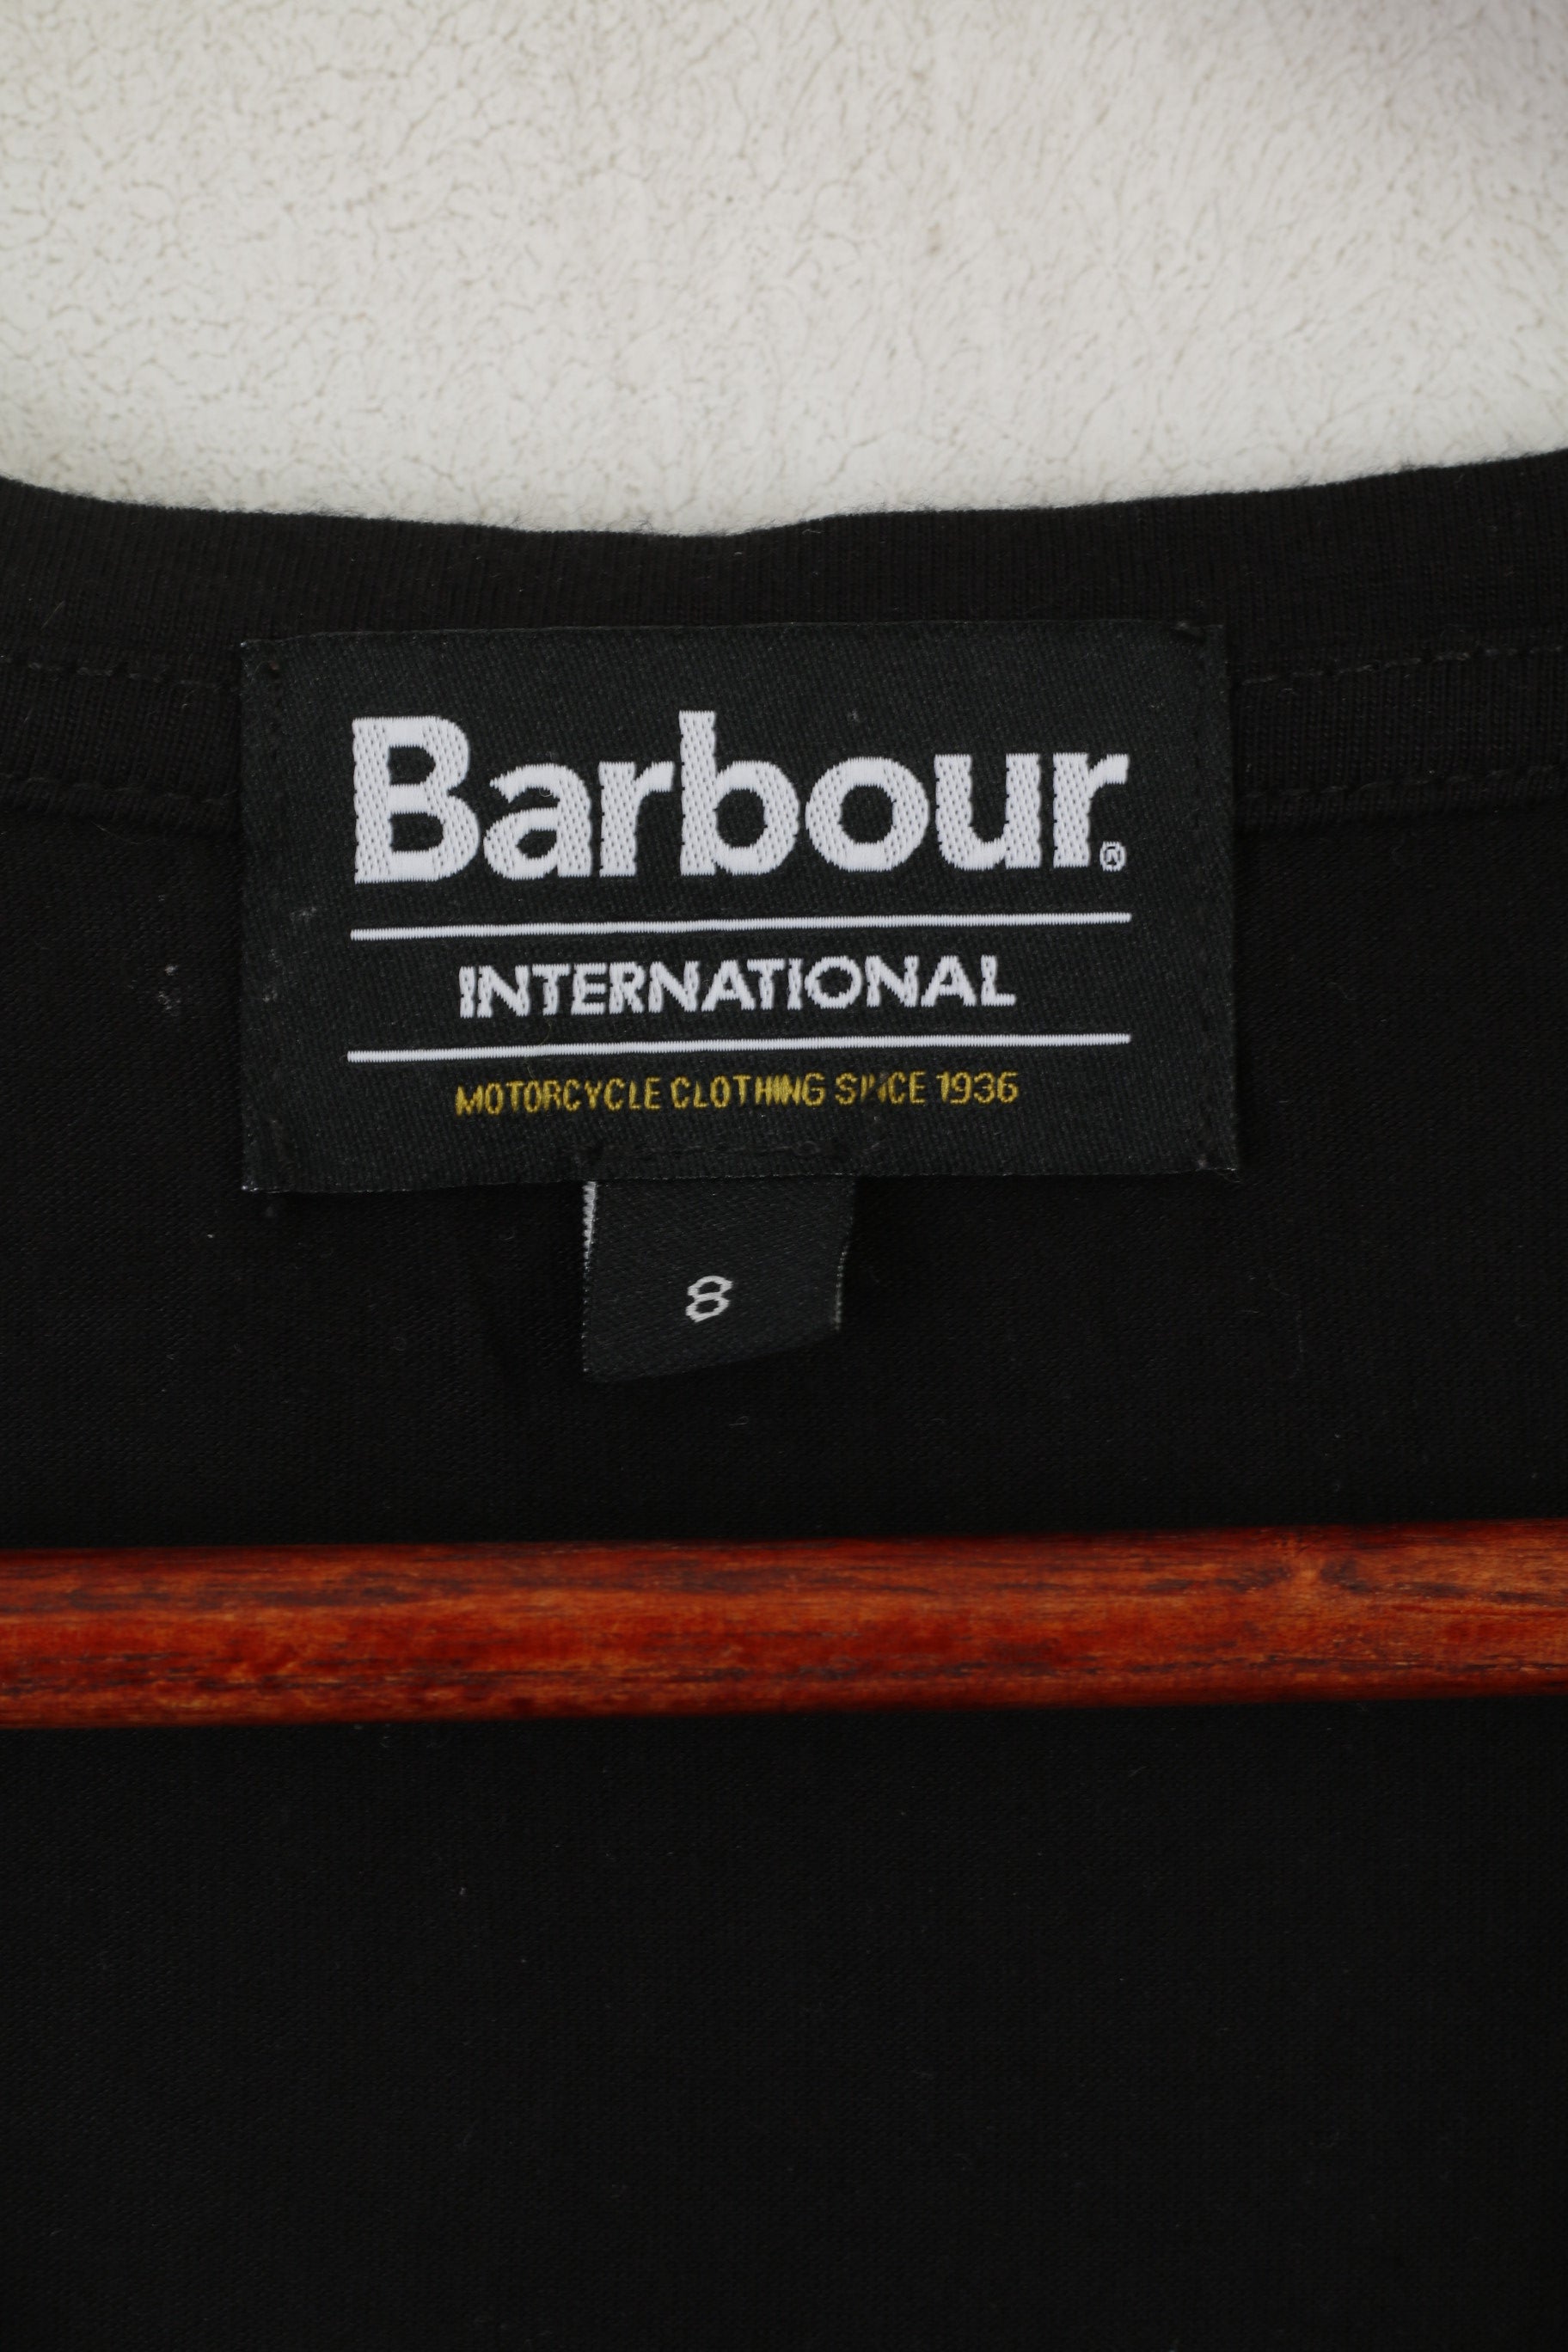 Barbour®
INTERNATIONAL
MOTORCYCLE CLOTHING SINCE 1936
8